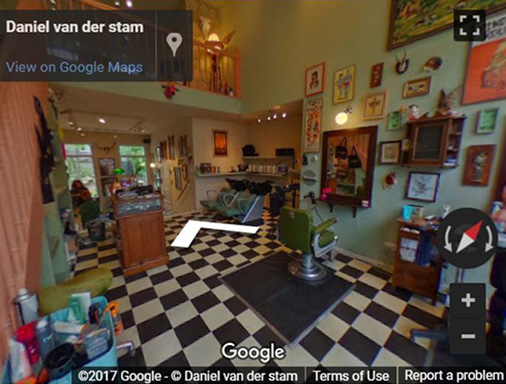 Daniel van der stam
View on Google Maps
Google
©2017 Google - © Daniel van der stam
Terms of Use
Report a problem